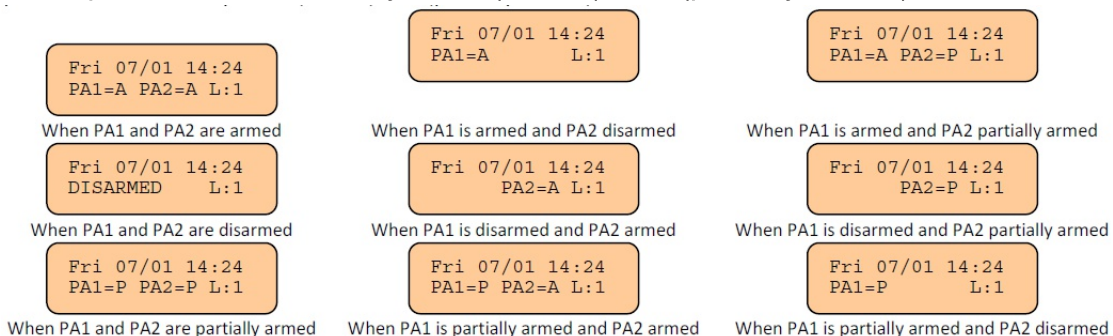 Fri 07/01 14:24
PA1=A PA2=A L:1
When PA1 and PA2 are armed
Fri 07/01 14:24
PA1=A L:1
When PA1 is armed and PA2 disarmed
Fri 07/01 14:24
PA1=A PA2=P L:1
When PA1 is armed and PA2 partially armed
Fri 07/01 14:24
DISARMED L:1
When PA1 and PA2 are disarmed
Fri 07/01 14:24
PA2=A L:1
When PA1 is disarmed and PA2 armed
Fri 07/01 14:24
PA2=P L:1
When PA1 is disarmed and PA2 partially armed
Fri 07/01 14:24
PA1=P PA2=P L:1
When PA1 and PA2 are partially armed
Fri 07/01 14:24
PA1=P PA2=A L:1
When PA1 is partially armed and PA2 armed
Fri 07/01 14:24
PA1=P L:1
When PA1 is partially armed and PA2 disarmed